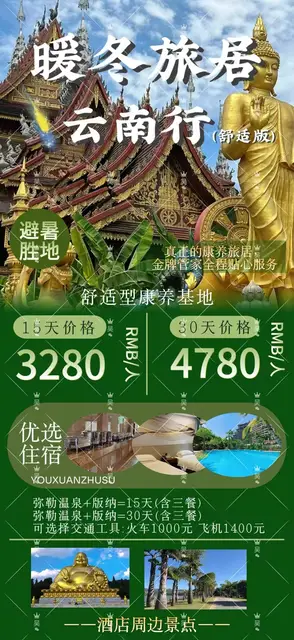 暖冬旅居
云南行(舒适版)
避暑
胜地
真正的康养旅居
金牌管家全程贴心服务
舒适型康养基地
15天价格
3280 RMB/人
30天价格
4780 RMB/人
优选
住宿
YOUXUANZHUSU
弥勒温泉+版纳=15天(含三餐)
弥勒温泉+版纳=30天(含三餐)
可选择交通工具:火车1000元 飞机1400元
—酒店周边景点—